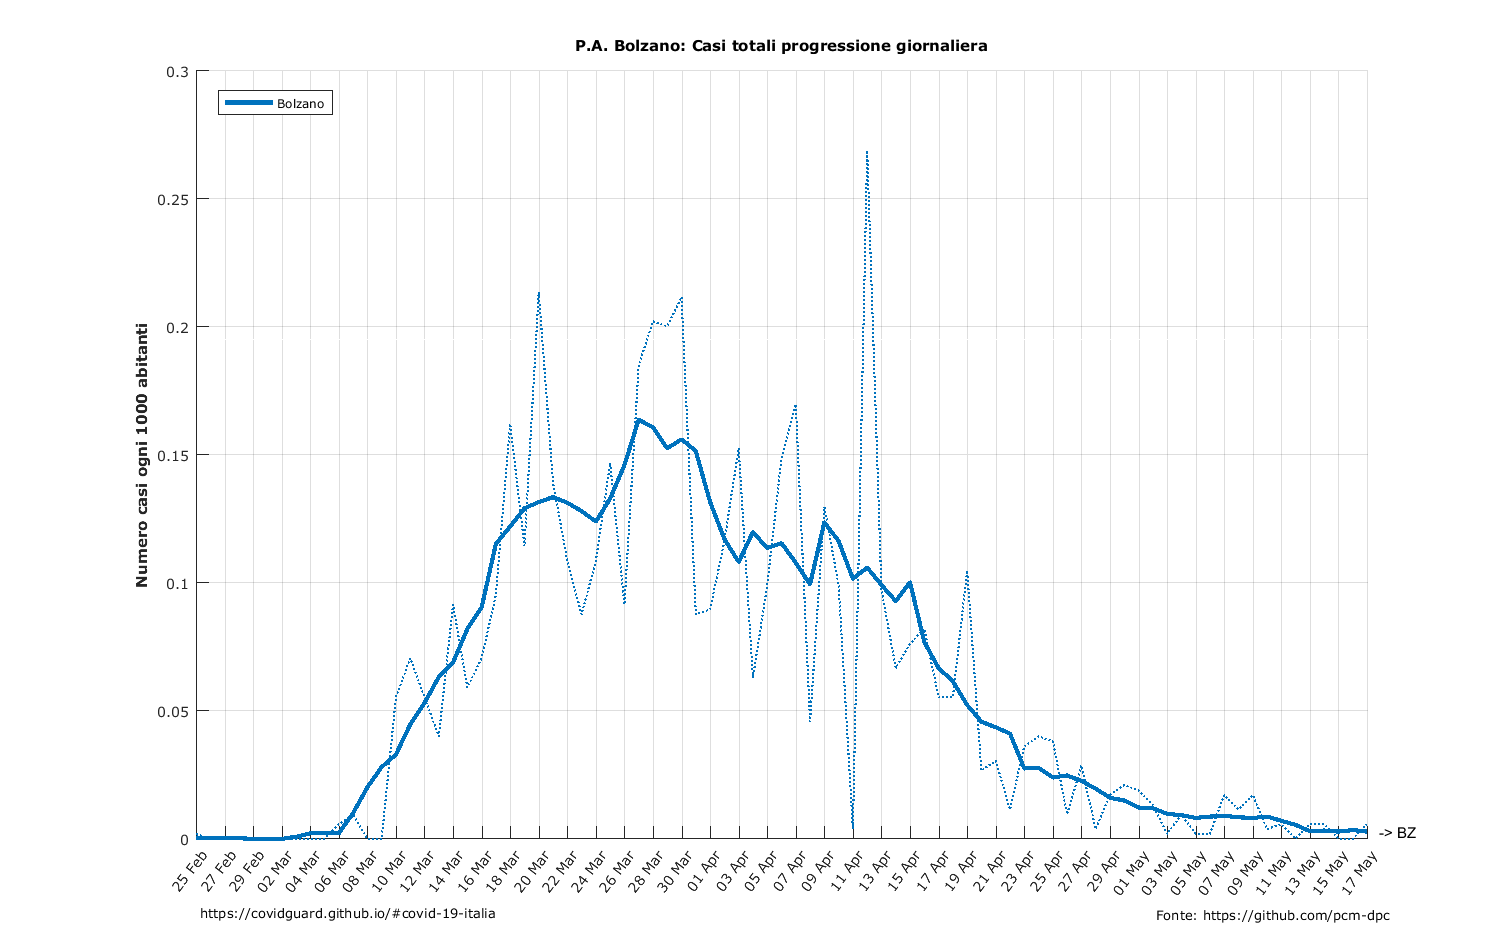 P.A. Bolzano: Casi totali progressione giornaliera
Bolzano
Numero casi ogni 1000 abitanti
0.3
0.25
0.2
0.15
0.1
0.05
0
-> BZ
25 Feb
27 Feb
29 Feb
02 Mar
04 Mar
06 Mar
08 Mar
10 Mar
12 Mar
14 Mar
16 Mar
18 Mar
20 Mar
22 Mar
24 Mar
26 Mar
28 Mar
30 Mar
01 Apr
03 Apr
05 Apr
07 Apr
09 Apr
11 Apr
13 Apr
15 Apr
17 Apr
19 Apr
21 Apr
23 Apr
25 Apr
27 Apr
29 Apr
01 May
03 May
05 May
07 May
09 May
11 May
13 May
15 May
17 May
https://covidguard.github.io/#covid-19-italia
Fonte: https://github.com/pcm-dpc